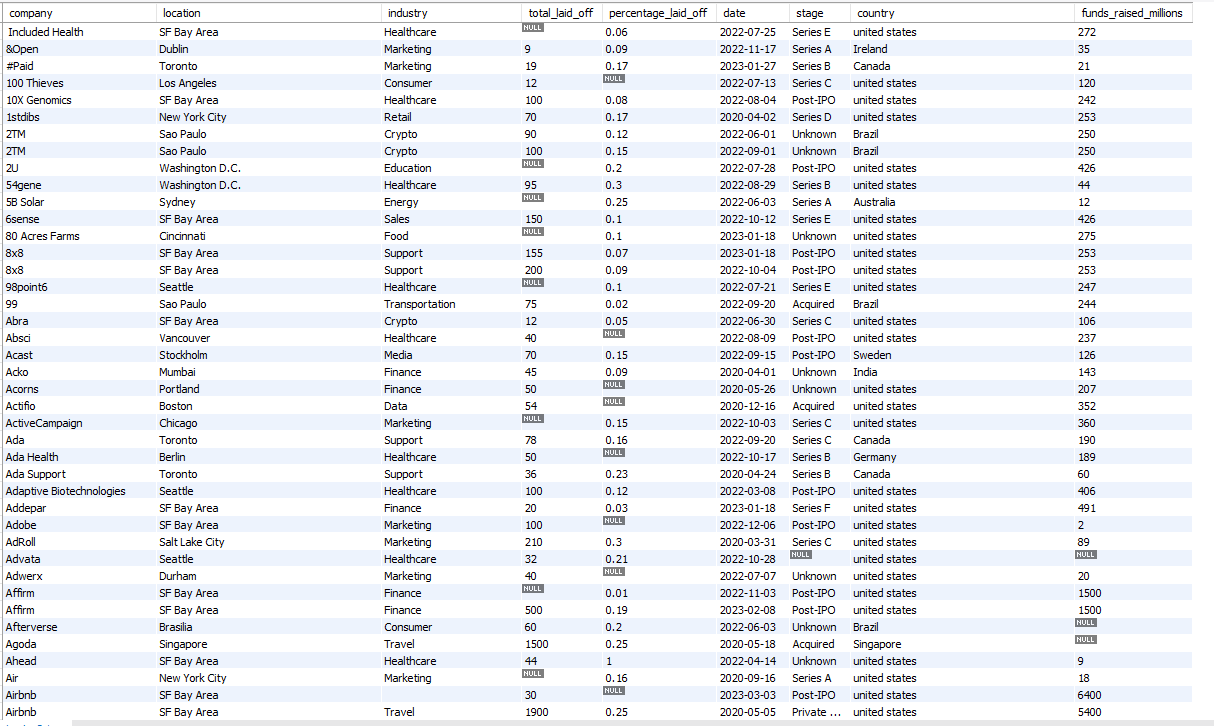 company location industry total_laid_off percentage_laid_off date stage country funds_raised_millions
Included Health SF Bay Area Healthcare NULL 0.06 2022-07-25 Series E united states 272
&Open Dublin Marketing 9 0.09 2022-11-17 Series A Ireland 35
#Paid Toronto Marketing 19 0.17 2023-01-27 Series B Canada 21
100 Thieves Los Angeles Consumer 12 NULL 2022-07-13 Series C united states 120
10X Genomics SF Bay Area Healthcare 100 0.08 2022-08-04 Post-IPO united states 242
1stdibs New York City Retail 70 0.17 2020-04-02 Series D united states 253
2TM Sao Paulo Crypto 90 0.12 2022-06-01 Unknown Brazil 250
2TM Sao Paulo Crypto 100 0.15 2022-09-01 Unknown Brazil 250
2U Washington D.C. Education NULL 0.2 2022-07-28 Post-IPO united states 426
54gene Washington D.C. Healthcare 95 0.3 2022-08-29 Series B united states 44
5B Solar Sydney Energy NULL 0.25 2022-06-03 Series A Australia 12
6sense SF Bay Area Sales 150 0.1 2022-10-12 Series E united states 426
80 Acres Farms Cincinnati Food NULL 0.1 2023-01-18 Unknown united states 275
8x8 SF Bay Area Support 155 0.07 2023-01-18 Post-IPO united states 253
8x8 SF Bay Area Support 200 0.09 2022-10-04 Post-IPO united states 253
98point6 Seattle Healthcare NULL 0.1 2022-07-21 Series E united states 247
99 Sao Paulo Transportation 75 0.02 2022-09-20 Acquired Brazil 244
Abra SF Bay Area Crypto 12 0.05 2022-06-30 Series C united states 106
Absci Vancouver Healthcare 40 NULL 2022-08-09 Post-IPO united states 237
Acast Stockholm Media 70 0.15 2022-09-15 Post-IPO Sweden 126
Acko Mumbai Finance 45 0.09 2020-04-01 Unknown India 143
Acorns Portland Finance 50 NULL 2020-05-26 Unknown united states 207
Actifio Boston Data 54 NULL 2020-12-16 Acquired united states 352
ActiveCampaign Chicago Marketing NULL 0.15 2022-10-03 Series C united states 360
Ada Toronto Support 78 0.16 2022-09-20 Series C Canada 190
Ada Health Berlin Healthcare 50 NULL 2022-10-17 Series B Germany 189
Ada Support Toronto Support 36 0.23 2020-04-24 Series B Canada 60
Adaptive Biotechnologies Seattle Healthcare 100 0.12 2022-03-08 Post-IPO united states 406
Addepar SF Bay Area Finance 20 0.03 2023-01-18 Series F united states 491
Adobe SF Bay Area Marketing 100 NULL 2022-12-06 Post-IPO united states 2
AdRoll Salt Lake City Marketing 210 0.3 2020-03-31 Series C united states 89
Advata Seattle Healthcare 32 0.21 2022-10-28 NULL united states NULL
Adwerx Durham Marketing 40 NULL 2022-07-07 Unknown united states 20
Affirm SF Bay Area Finance NULL 0.01 2022-11-03 Post-IPO united states 1500
Affirm SF Bay Area Finance 500 0.19 2023-02-08 Post-IPO united states 1500
Afterverse Brasilia Consumer 60 0.2 2022-06-03 Unknown Brazil NULL
Agoda Singapore Travel 1500 0.25 2020-05-18 Acquired Singapore NULL
Ahead SF Bay Area Healthcare 44 1 2022-04-14 Unknown united states 9
Air New York City Marketing NULL 0.16 2020-09-16 Series A united states 18
Airbnb SF Bay Area 30 NULL 2023-03-03 Post-IPO united states 6400
Airbnb SF Bay Area Travel 1900 0.25 2020-05-05 Private ... united states 5400